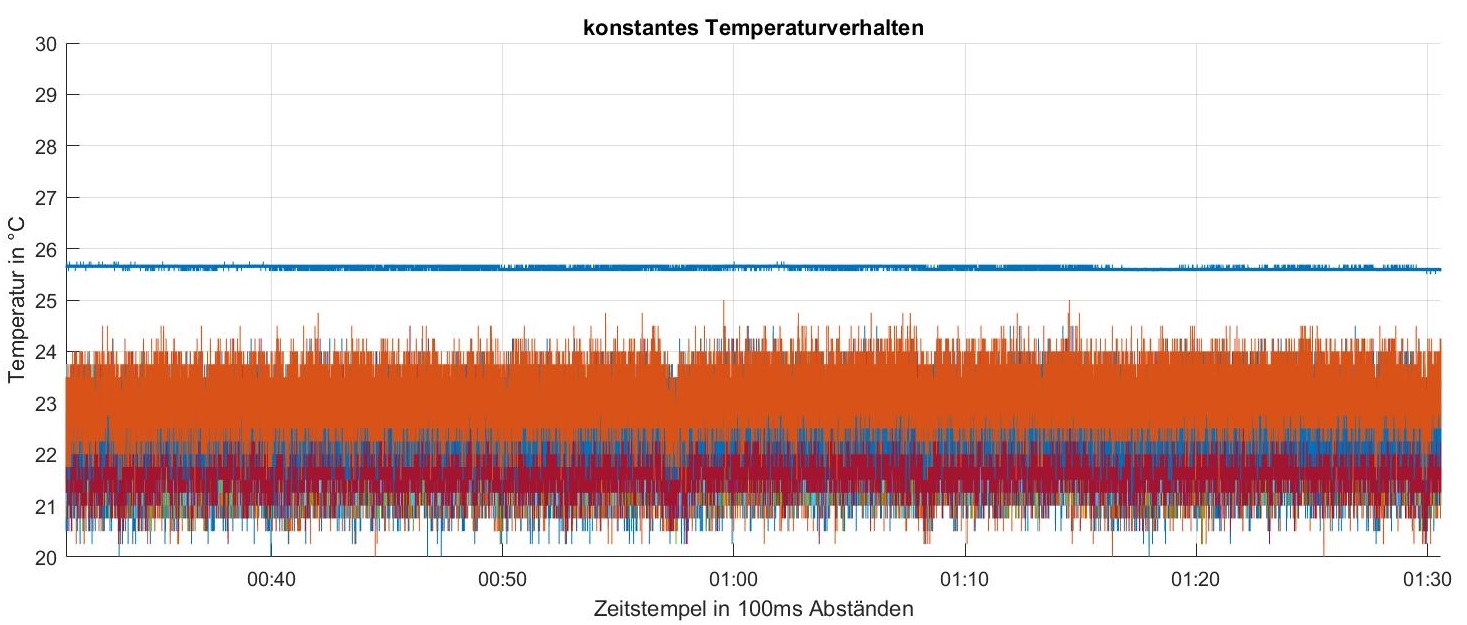 konstantes Temperaturverhalten
30
29
28
27
26
25
24
23
22
21
20
Temperatur in °C
00:40 00:50 01:00 01:10 01:20 01:30
Zeitstempel in 100ms Abständen